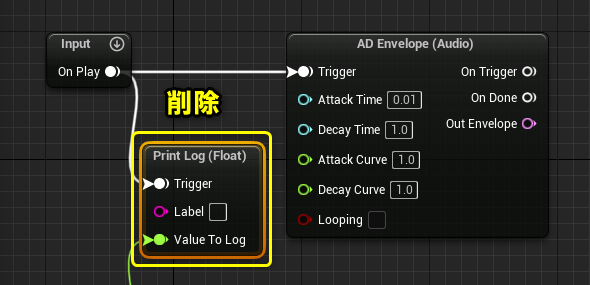 Input
On Play
削除
Print Log (Float)
Trigger
Label
Value To Log
AD Envelope (Audio)
Trigger
On Trigger
Attack Time 0.01
On Done
Decay Time 1.0
Out Envelope
Attack Curve 1.0
Decay Curve 1.0
Looping